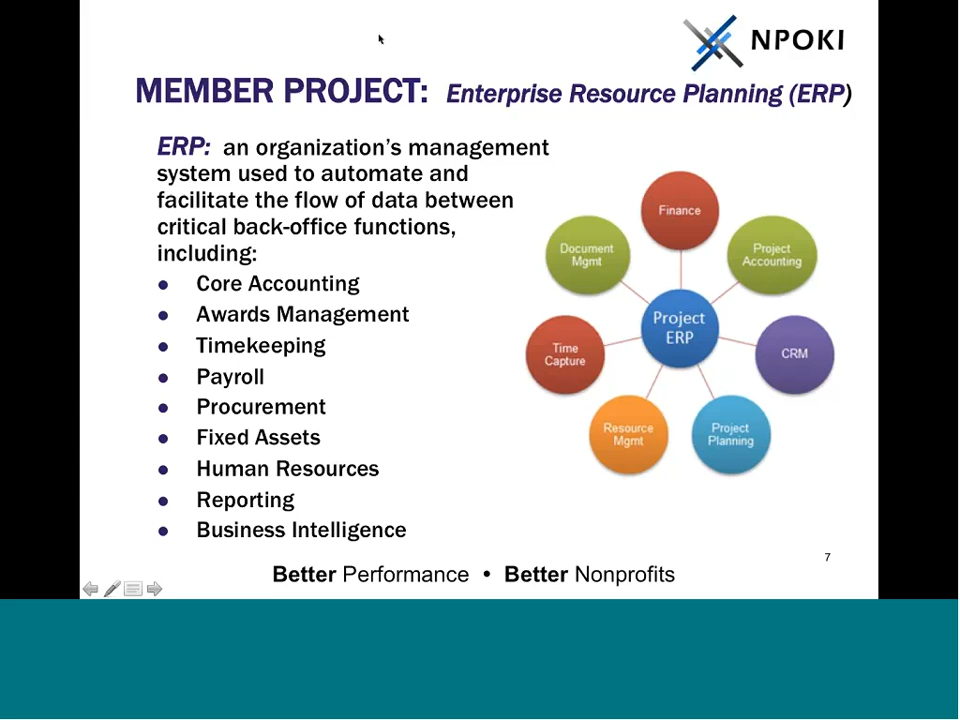 NPOKI
MEMBER PROJECT: Enterprise Resource Planning (ERP)
ERP: an organization's management
system used to automate and
facilitate the flow of data between
critical back-office functions,
including:
● Core Accounting
● Awards Management
● Timekeeping
● Payroll
● Procurement
● Fixed Assets
● Human Resources
● Reporting
● Business Intelligence
Finance
Project
Accounting
CRM
Project
Planning
Resource
Mgmt
Time
Capture
Document
Mgmt
Project
ERP
7
Better Performance • Better Nonprofits